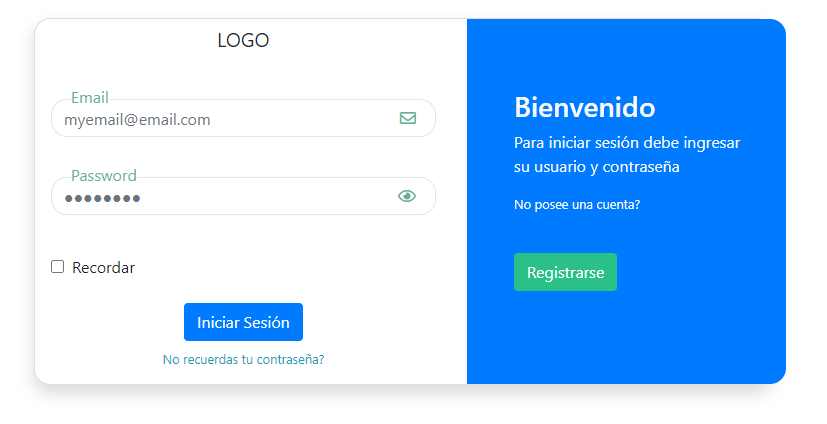 LOGO
Email
myemail@email.com
Password
●●●●●●●●
Recordar
Iniciar Sesión
No recuerdas tu contraseña?
Bienvenido
Para iniciar sesión debe ingresar
su usuario y contraseña
No posee una cuenta?
Registrarse